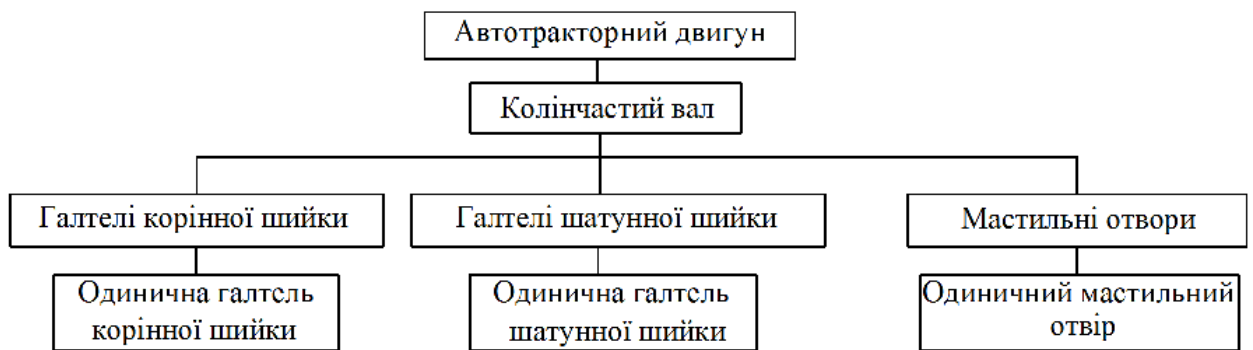 Автотракторний двигун
Колінчастий вал
Галтелі корінної шийки
Галтелі шатунної шийки
Мастильні отвори
Одинична галтель
корінної шийки
Одинична галтель
шатунної шийки
Одиничний мастильний
отвір